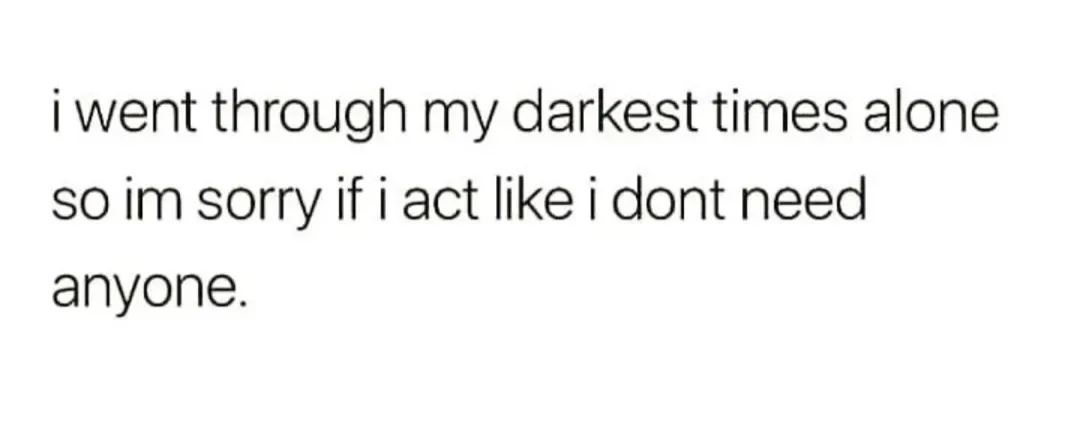 i went through my darkest times alone
so im sorry if i act like i dont need
anyone.